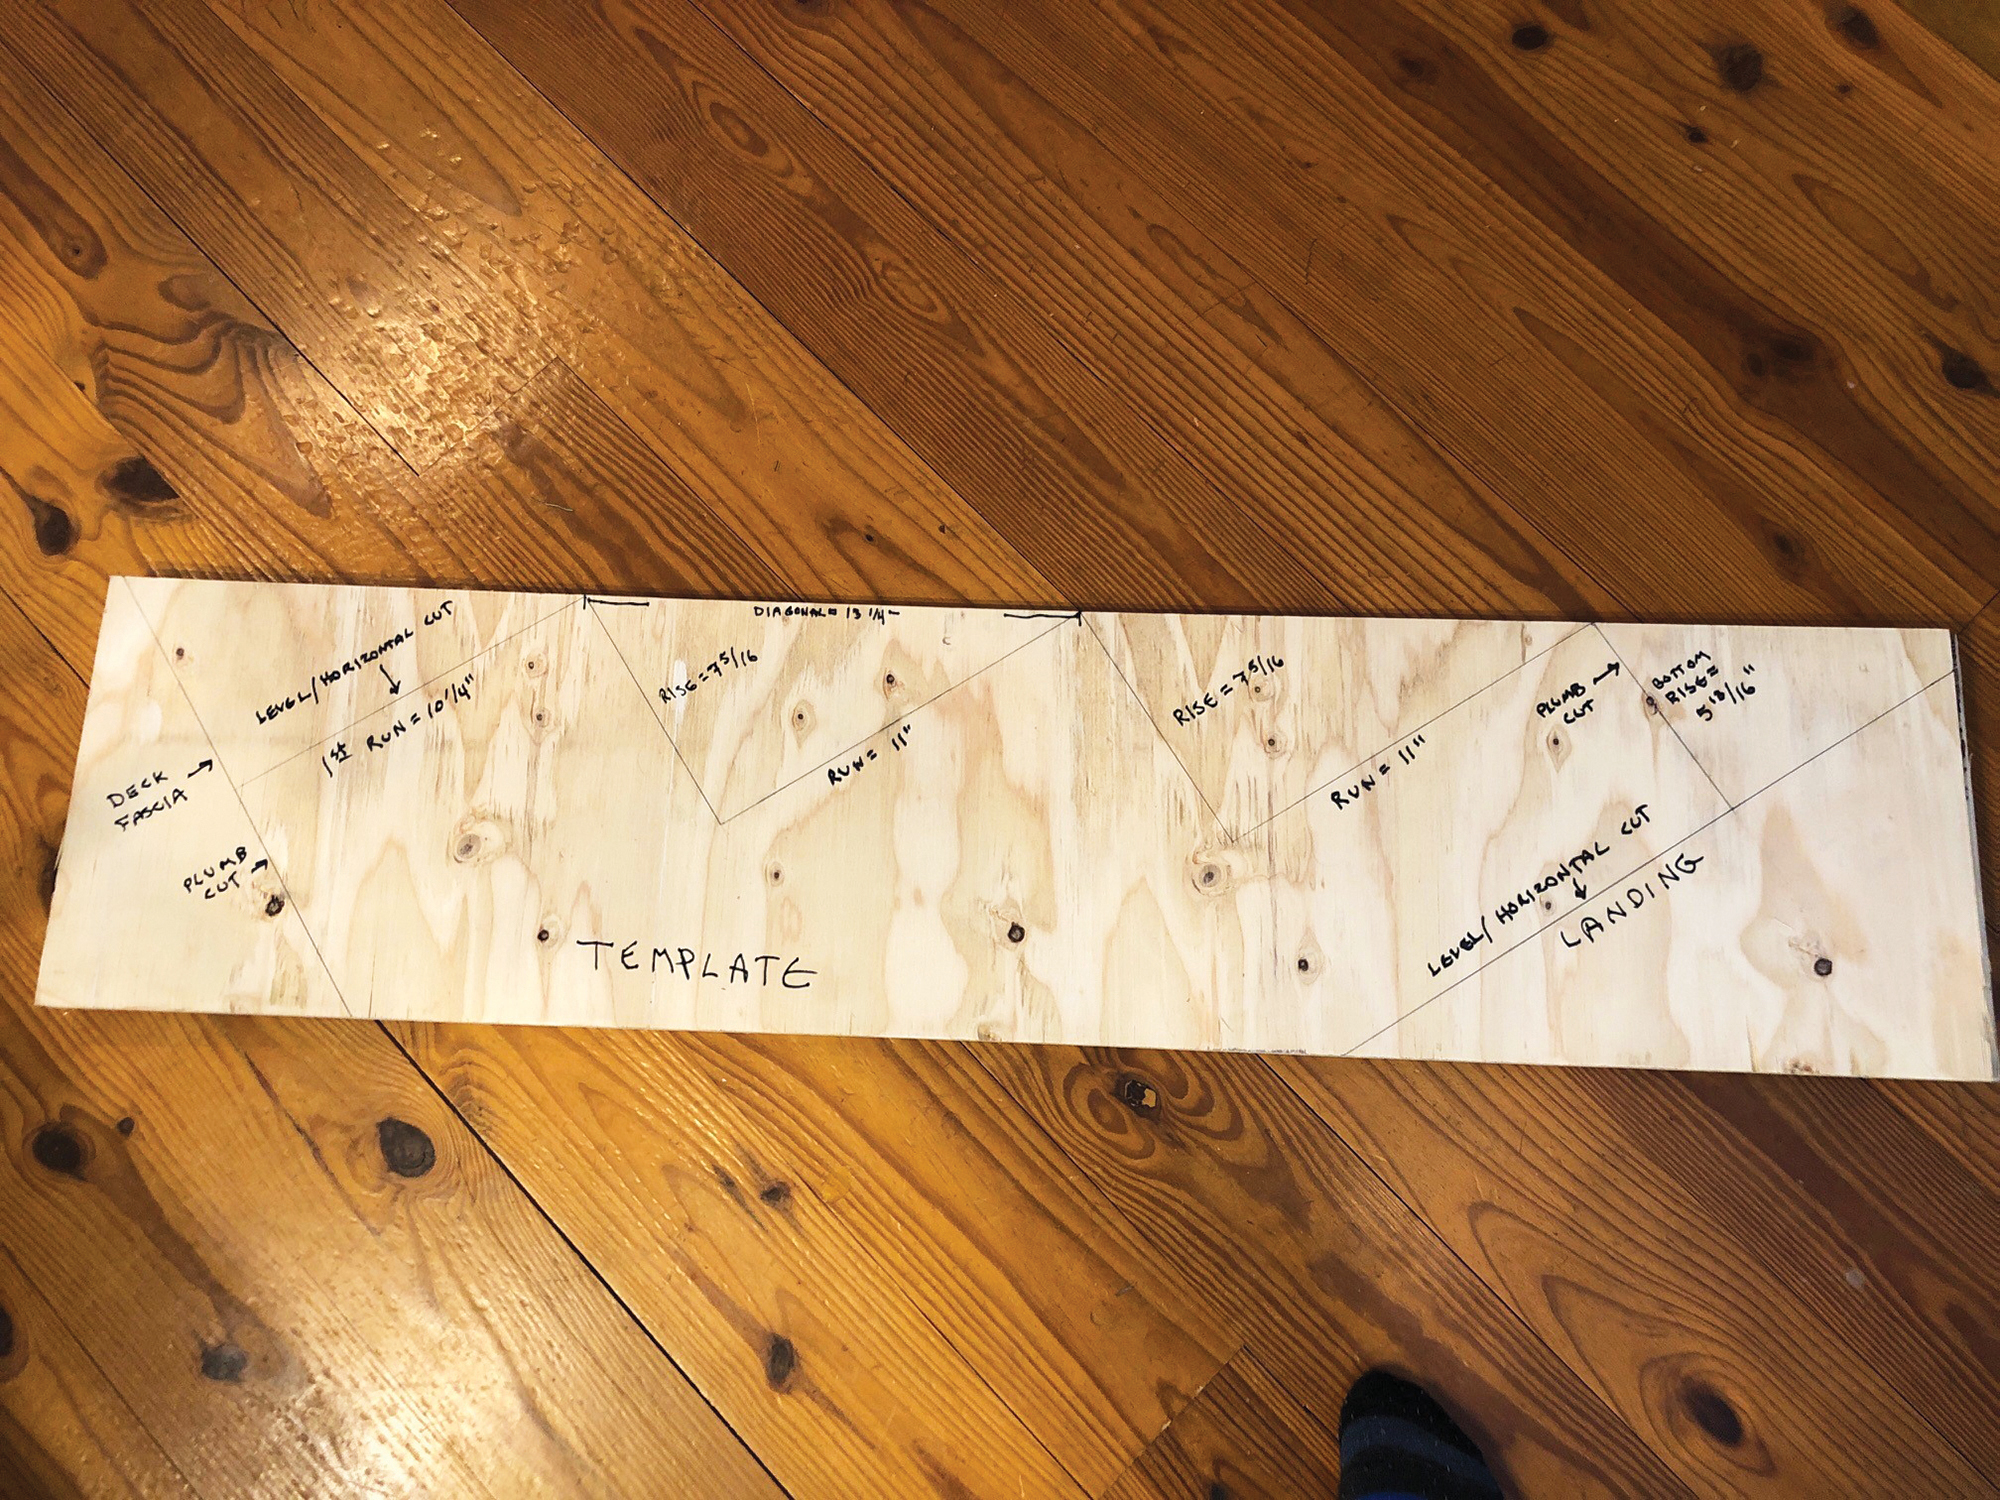 LEVEL/HORIZONTAL CUT
1st RUN = 10 1/4"
DECK
FASCIA
PLUMB
CUT
DIAGONAL = 13 1/4"
RISE = 7 5/16
RUN = 11"
TEMPLATE
RISE = 7 5/16
RUN = 11"
PLUMB
CUT
BOTTOM
RISE =
5 13/16"
LEVEL/HORIZONTAL CUT
LANDING